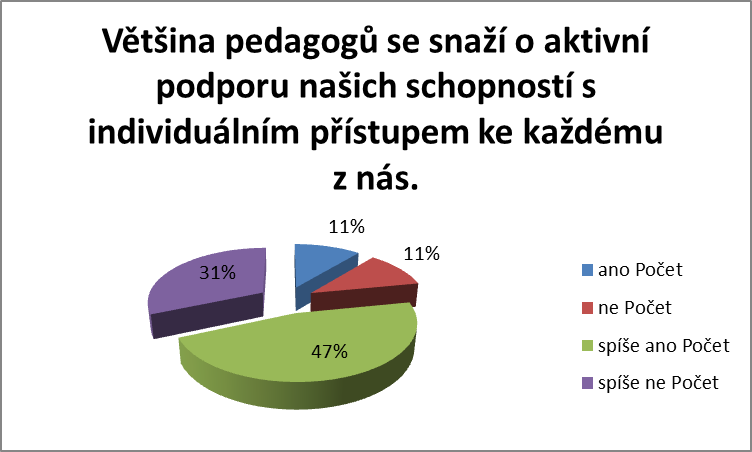 Většina pedagogů se snaží o aktivní
podporu našich schopností s
individuálním přístupem ke každému
z nás.
11%
11%
31%
47%
ano Počet
ne Počet
spíše ano Počet
spíše ne Počet